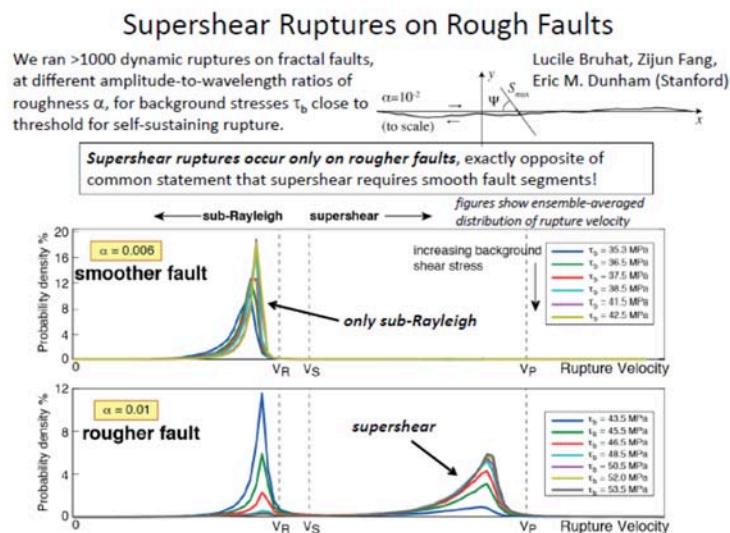 Supershear Ruptures on Rough Faults
We ran >1000 dynamic ruptures on fractal faults,
at different amplitude-to-wavelength ratios of
roughness α, for background stresses τb close to
threshold for self-sustaining rupture.
Lucile Bruhat, Zijun Fang,
Eric M. Dunham (Stanford)
y
α=10-2
Ψ
Smax
(to scale)
x
Supershear ruptures occur only on rougher faults, exactly opposite of
common statement that supershear requires smooth fault segments!
sub-Rayleigh supershear
figures show ensemble-averaged
distribution of rupture velocity
Probability density %
20
16
12
8
4
0
α = 0.006
smoother fault
only sub-Rayleigh
increasing background
shear stress
τb = 35.3 MPa
τb = 36.5 MPa
τb = 37.5 MPa
τb = 38.5 MPa
τb = 41.5 MPa
τb = 42.5 MPa
0 VR VS VP Rupture Velocity
Probability density %
12
8
4
0
α = 0.01
rougher fault
supershear
τb = 43.5 MPa
τb = 45.5 MPa
τb = 46.5 MPa
τb = 48.5 MPa
τb = 50.5 MPa
τb = 52.0 MPa
τb = 53.5 MPa
0 VR VS VP Rupture Velocity